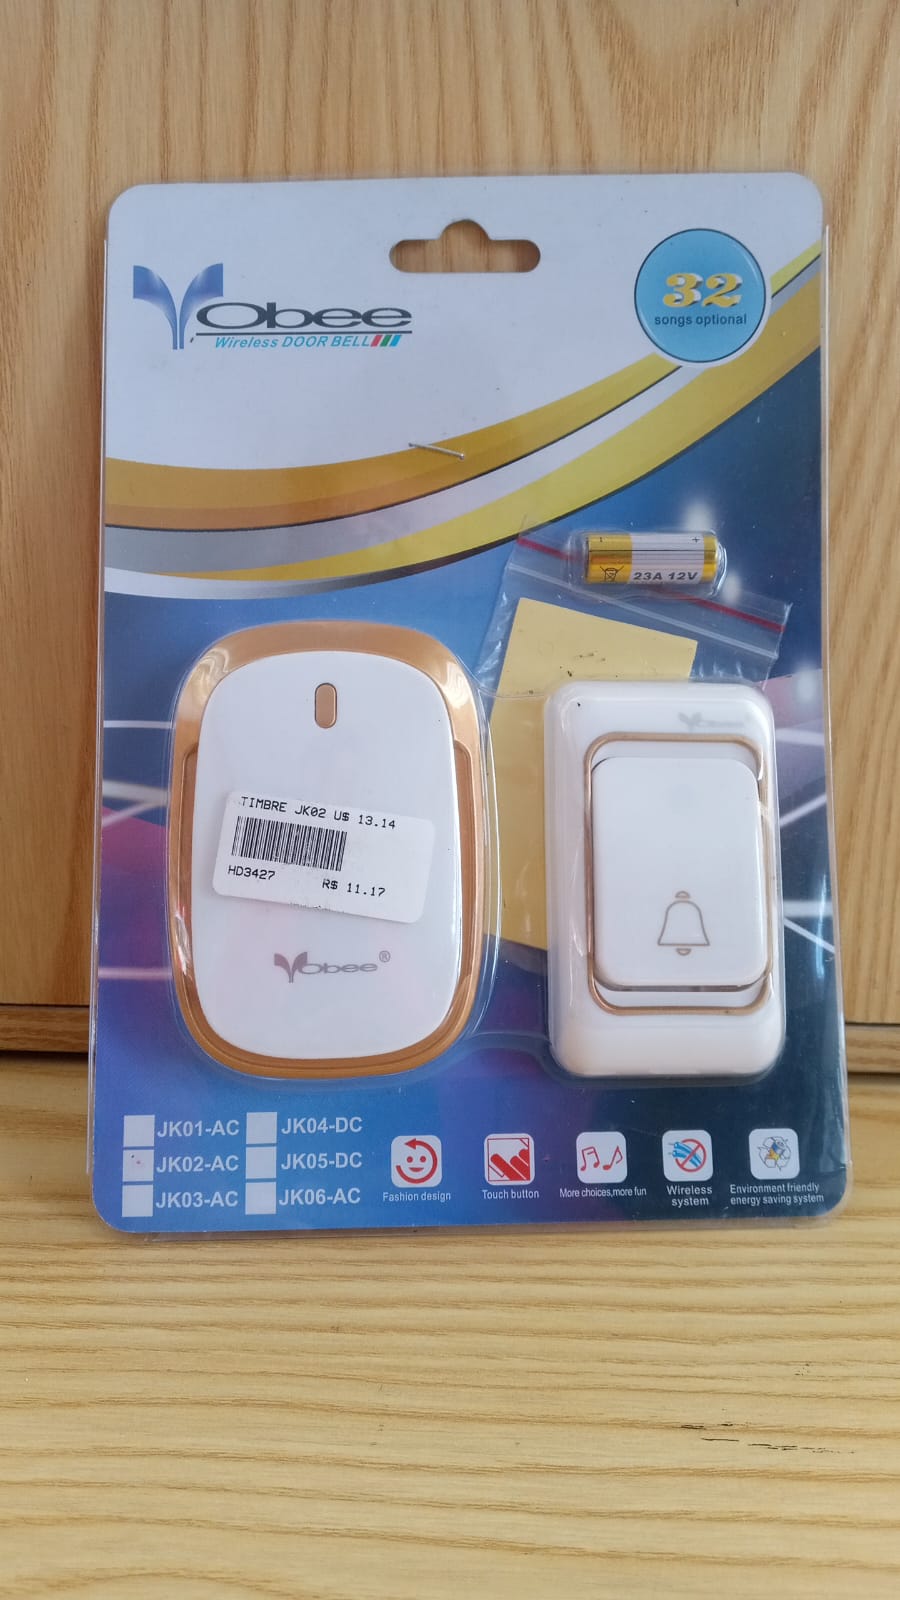 Yobee
Wireless DOOR BELL
32
songs optional
- +
23A 12V
TIMBRE JK02 U$ 13.14
HD3427 R$ 11.17
Yobee®
JK01-AC
JK02-AC
JK03-AC
JK04-DC
JK05-DC
JK06-AC
Fashion design
Touch button
More choices,more fun
Wireless
system
Environment friendly
energy saving system